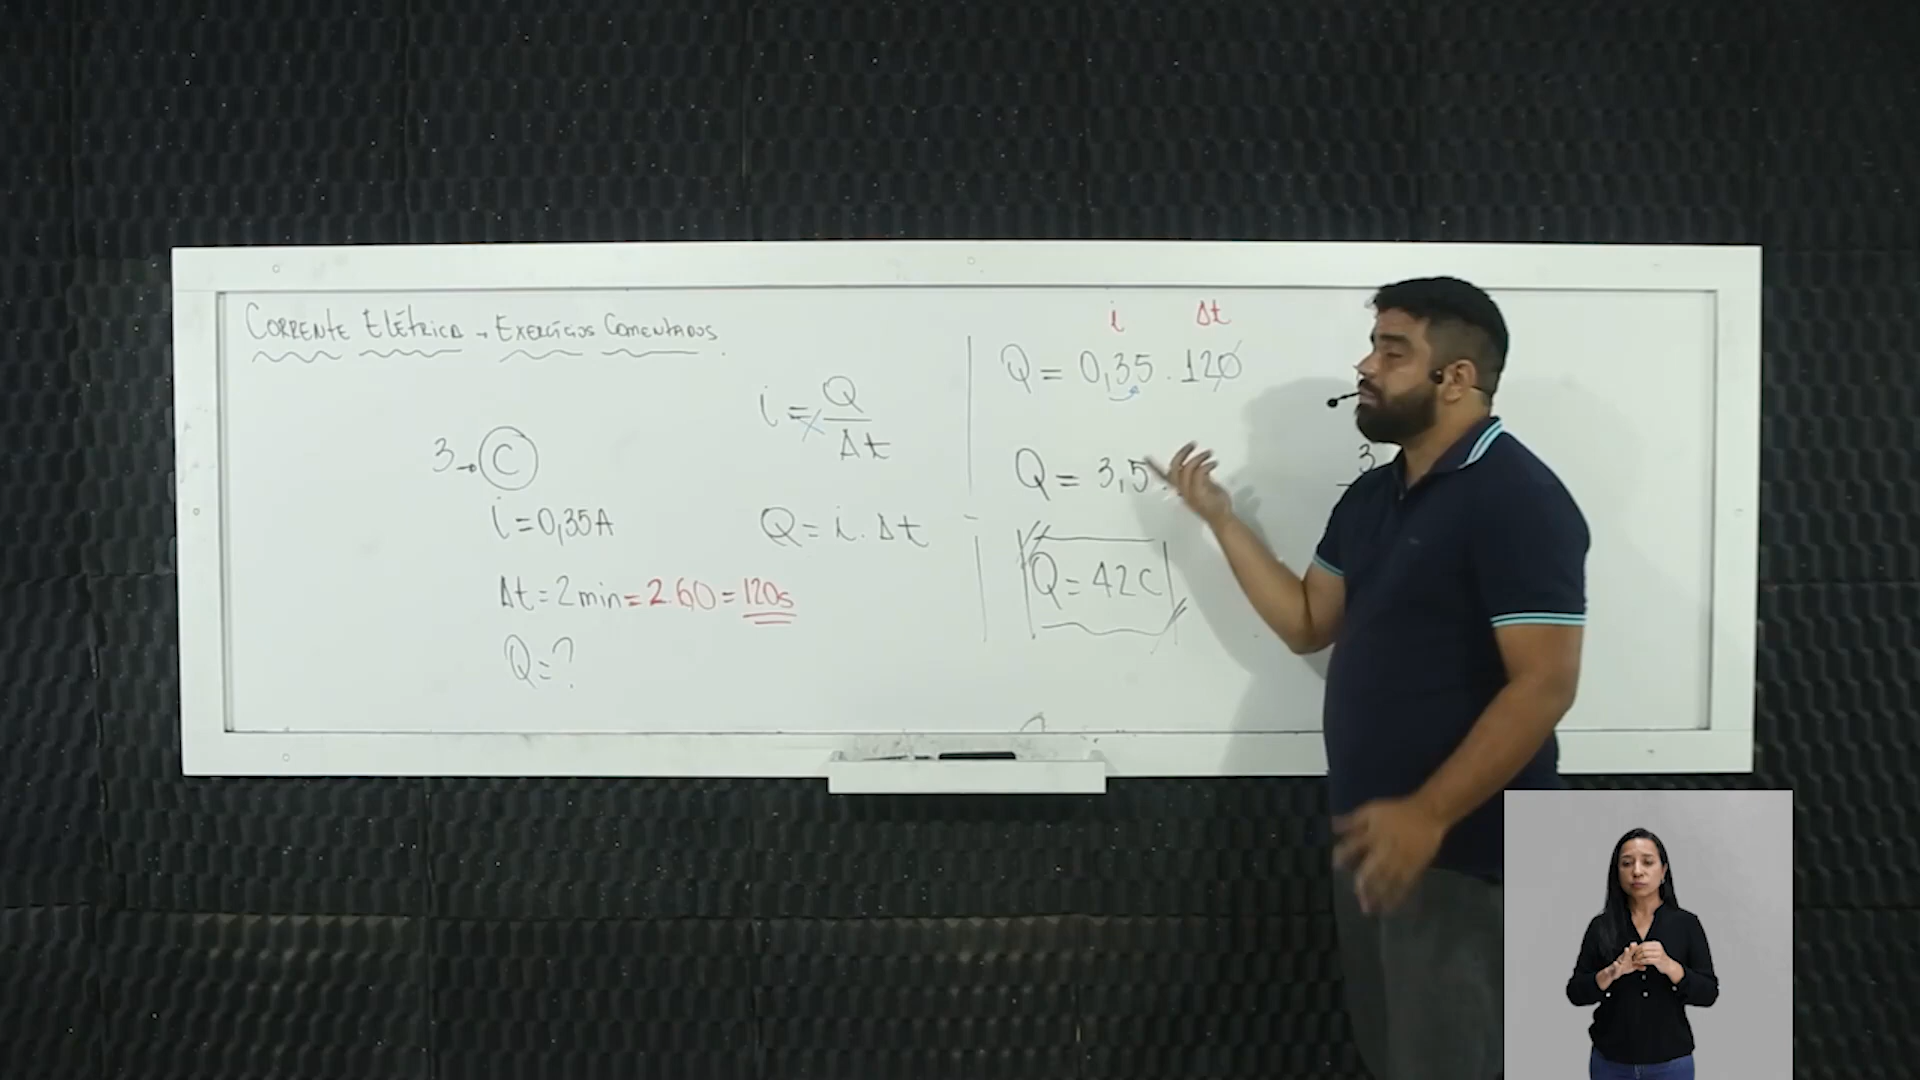 CORRENTE ELÉTRICA → EXERCÍCIOS COMENTADOS.
3→ C
i = 0,35A
Δt = 2 min = 2.60 = 120s
Q = ?
i = Q/Δt
Q = i . Δt
i Δt
Q = 0,35 . 120
Q = 3,5
Q = 42C
3